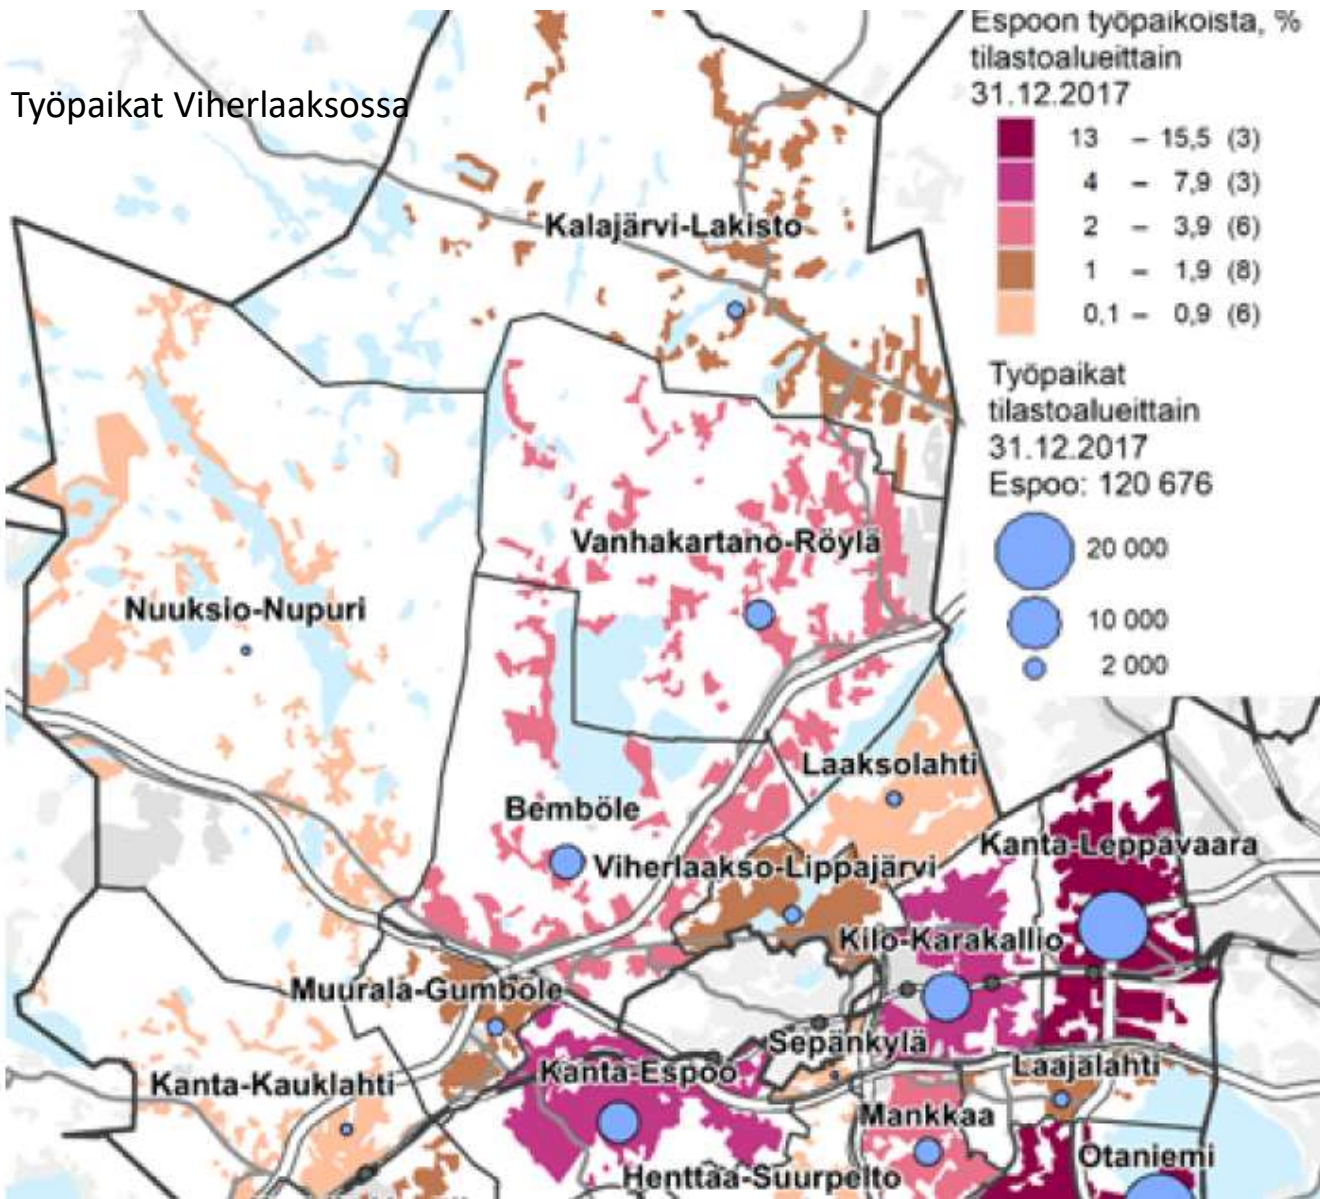 Espoon työpaikoista, %
tilastoalueittain
31.12.2017
13 – 15,5 (3)
4 – 7,9 (3)
2 – 3,9 (6)
1 – 1,9 (8)
0,1 – 0,9 (6)
Työpaikat
tilastoalueittain
31.12.2017
Espoo: 120 676
20 000
10 000
2 000
Työpaikat Viherlaaksossa
Kalajärvi-Lakisto
Vanhakartano-Röylä
Nuuksio-Nupuri
Laaksolahti
Bemböle
Kanta-Leppävaara
Viherlaakso-Lippajärvi
Kilo-Karakallio
Muurala-Gumböle
Sepänkylä
Kanta-Espoo
Laajalahti
Kanta-Kauklahti
Mankkaa
Otaniemi
Henttaa-Suurpelto